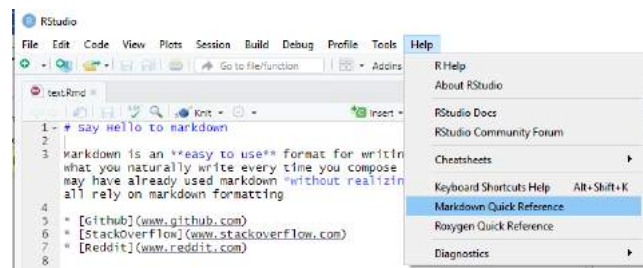 RStudio
File Edit Code View Plots Session Build Debug Profile Tools Help
Go to file/function Addins
text.Rmd
Knit Insert
1 # Say Hello to markdown
2
3 Markdown is an **easy to use** format for writin
what you naturally write every time you compose
may have already used markdown *without realizin
all rely on markdown formatting
4
5 * [Github](www.github.com)
6 * [StackOverflow](www.stackoverflow.com)
7 * [Reddit](www.reddit.com)
8
R Help
About RStudio
RStudio Docs
RStudio Community Forum
Cheatsheets
Keyboard Shortcuts Help Alt+Shift+K
Markdown Quick Reference
Roxygen Quick Reference
Diagnostics